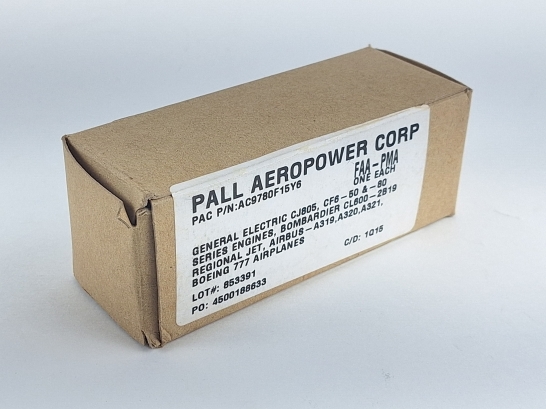 PALL AEROPOWER CORP
PAC P/N:AC9780F15Y6
FAA-PMA
ONE EACH
GENERAL ELECTRIC CJ805, CF6-50 & -80
SERIES ENGINES, BOMBARDIER CL600-2B19
REGIONAL JET, AIRBUS-A319,A320,A321,
BOEING 777 AIRPLANES
C/D: 1Q15
LOT#: 853391
PO: 4500188633